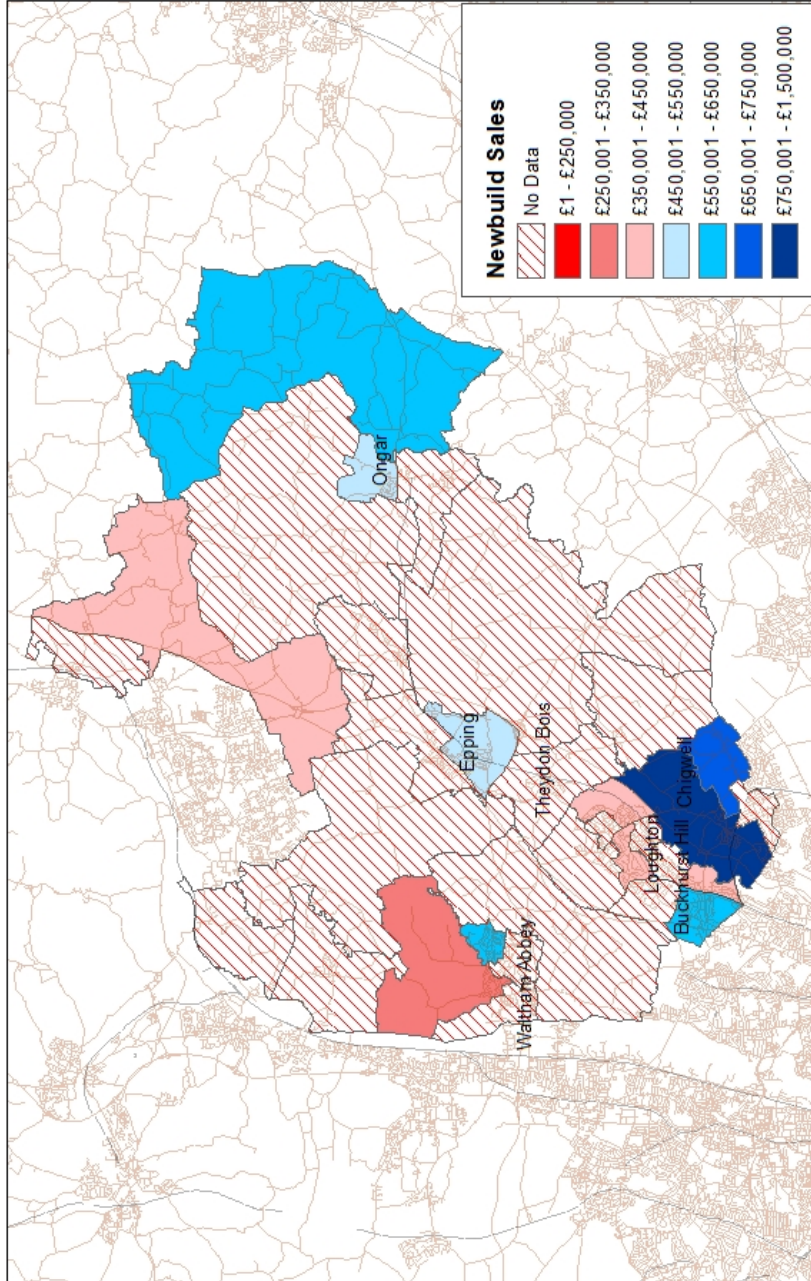 Ongar
Epping
Theydon Bois
Chigwell
Loughton
Buckhurst Hill
Waltham Abbey
Newbuild Sales
No Data
£1 - £250,000
£250,001 - £350,000
£350,001 - £450,000
£450,001 - £550,000
£550,001 - £650,000
£650,001 - £750,000
£750,001 - £1,500,000